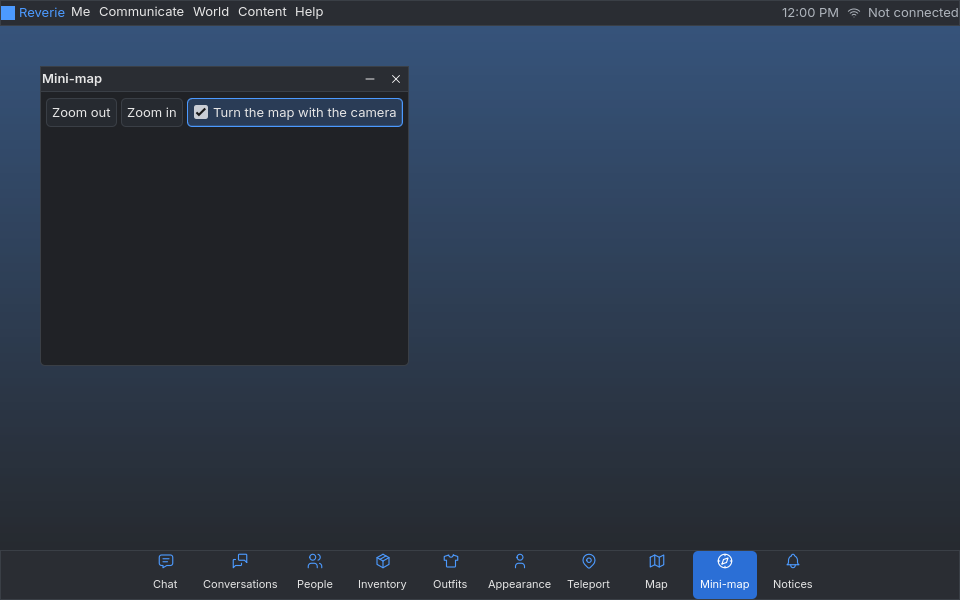 Reverie Me Communicate World Content Help 12:00 PM Not connected
Mini-map
Zoom out Zoom in Turn the map with the camera
Chat Conversations People Inventory Outfits Appearance Teleport Map Mini-map Notices